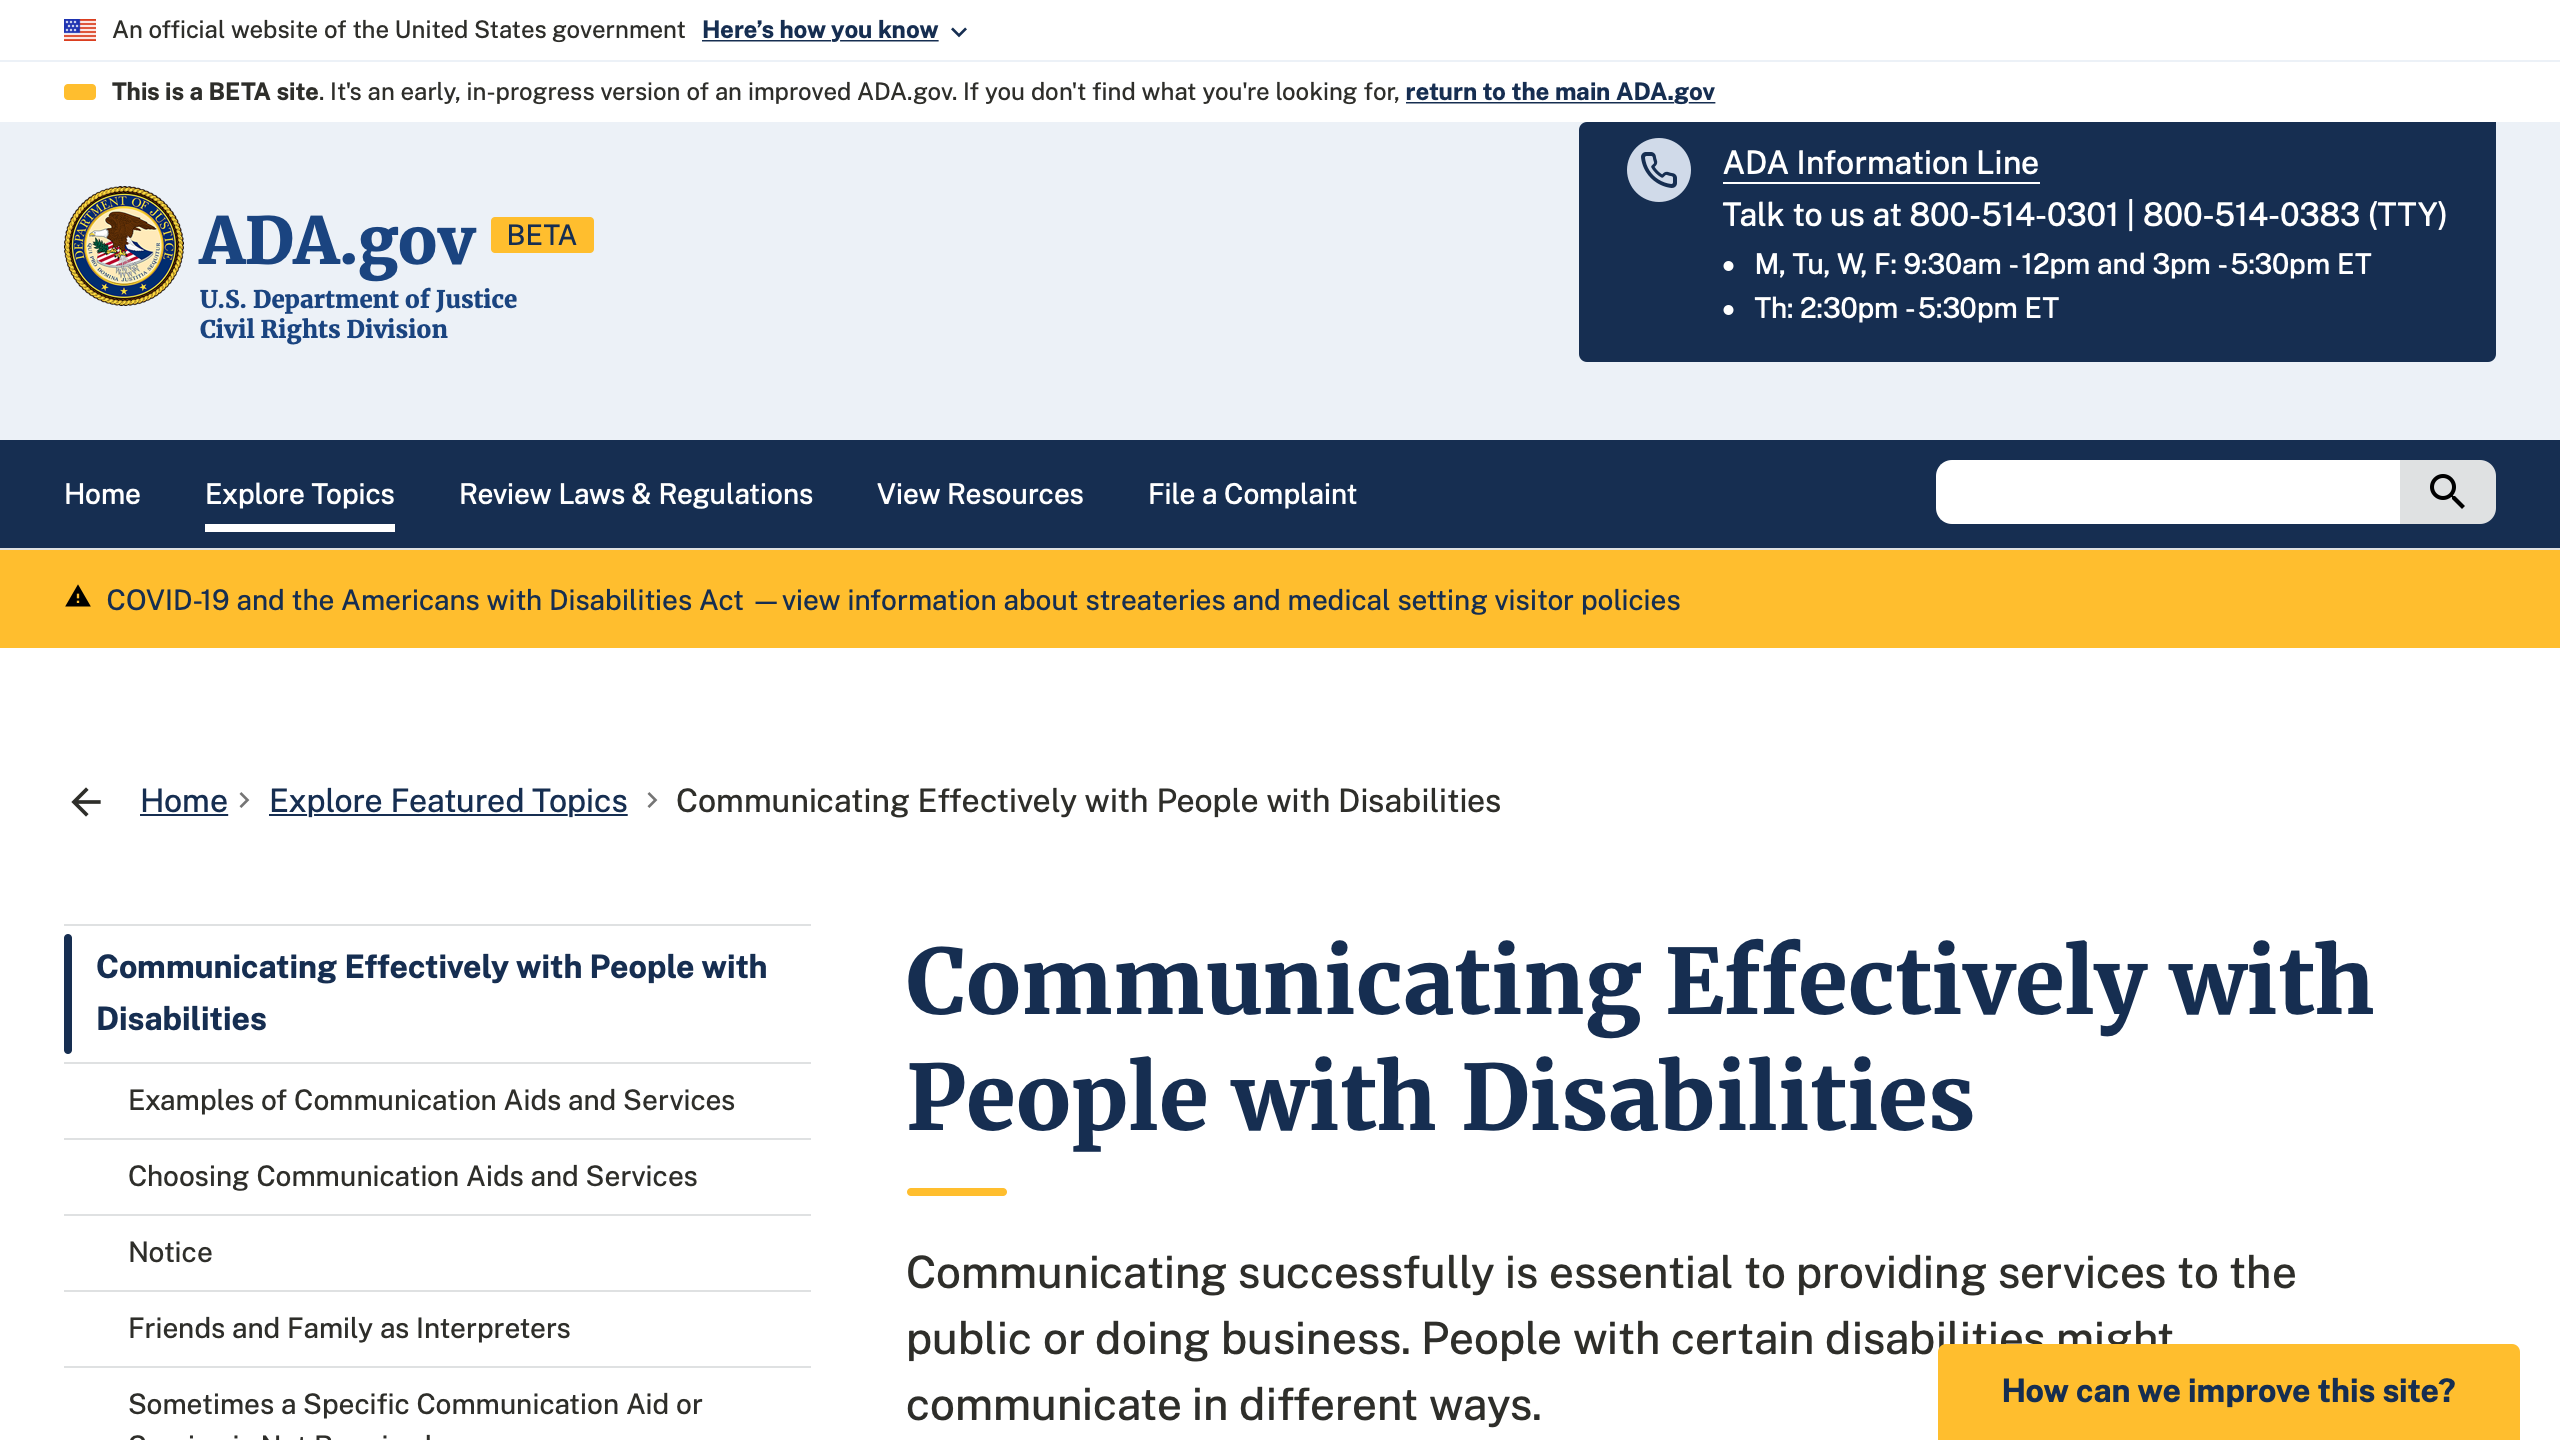 An official website of the United States government Here’s how you know
This is a BETA site. It's an early, in-progress version of an improved ADA.gov. If you don't find what you're looking for, return to the main ADA.gov
ADA.gov BETA
U.S. Department of Justice
Civil Rights Division
ADA Information Line
Talk to us at 800-514-0301 | 800-514-0383 (TTY)
• M, Tu, W, F: 9:30am - 12pm and 3pm - 5:30pm ET
• Th: 2:30pm - 5:30pm ET
Home Explore Topics Review Laws & Regulations View Resources File a Complaint
COVID-19 and the Americans with Disabilities Act — view information about streateries and medical setting visitor policies
Home > Explore Featured Topics > Communicating Effectively with People with Disabilities
Communicating Effectively with People with
Disabilities
Examples of Communication Aids and Services
Choosing Communication Aids and Services
Notice
Friends and Family as Interpreters
Sometimes a Specific Communication Aid or
Communicating Effectively with
People with Disabilities
Communicating successfully is essential to providing services to the
public or doing business. People with certain disabilities might
communicate in different ways.
How can we improve this site?